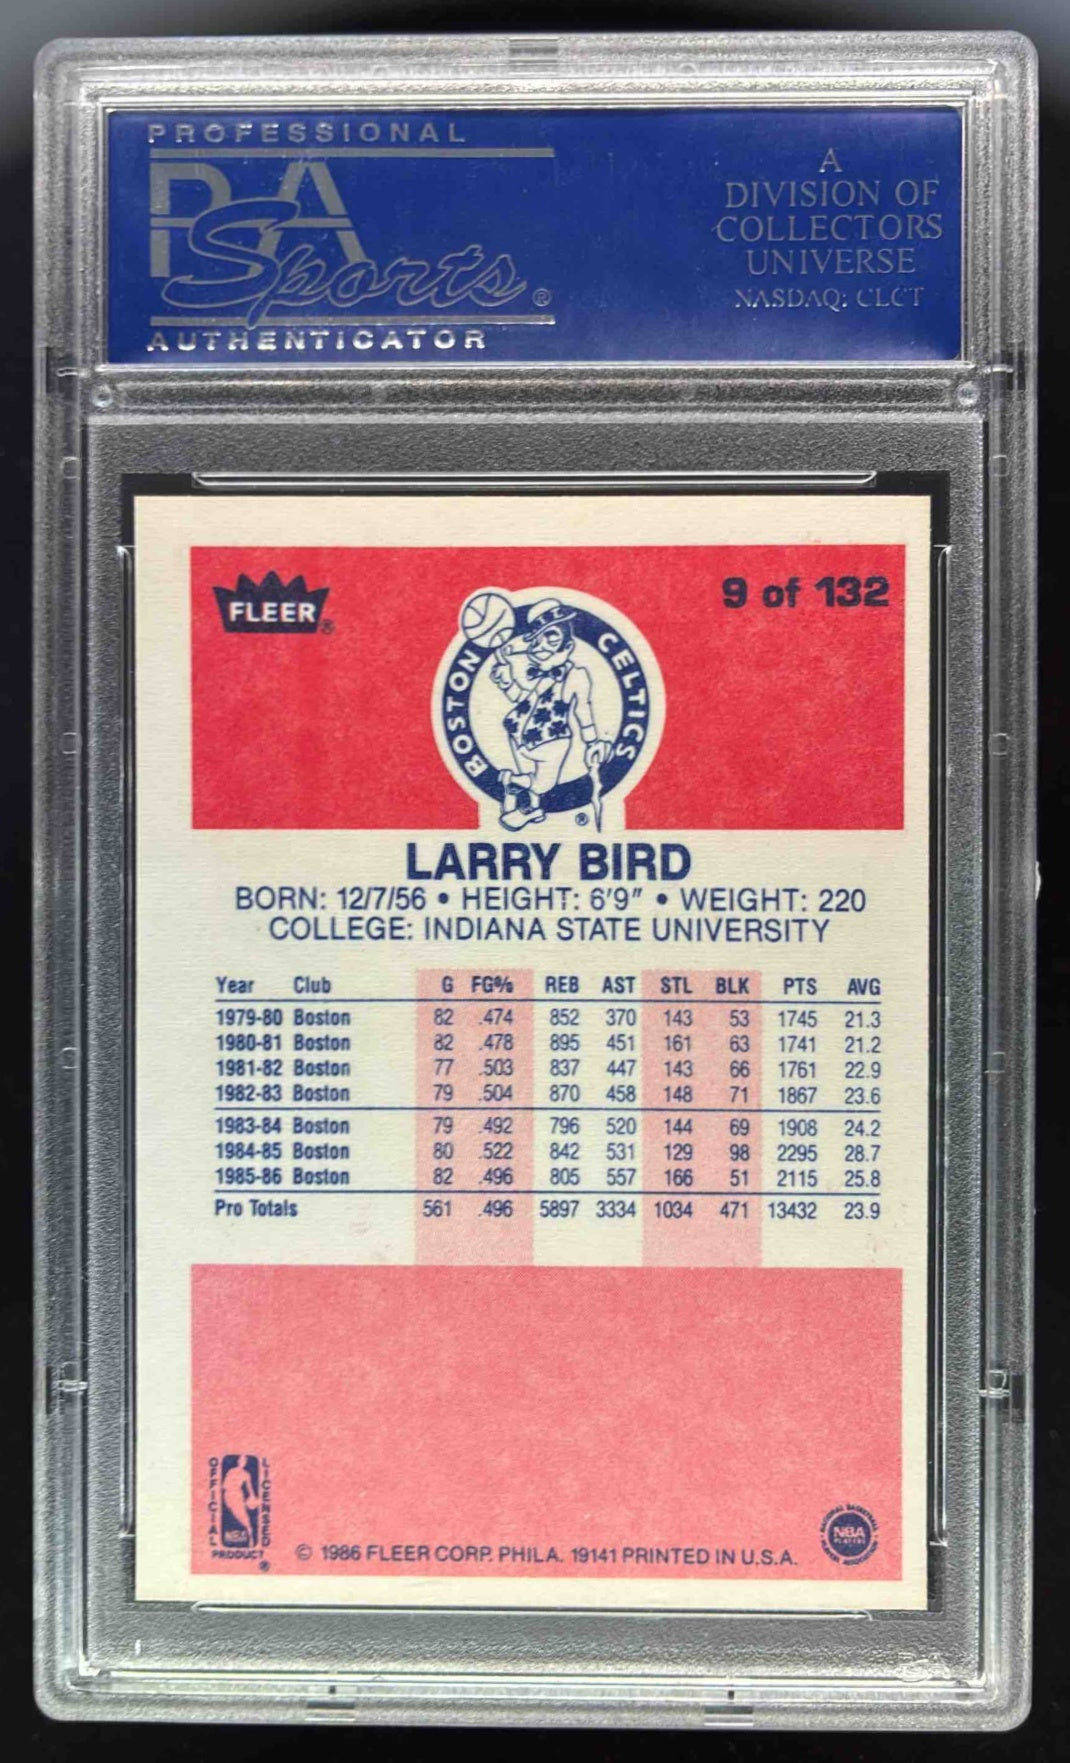 PROFESSIONAL
PSA
Sports®
AUTHENTICATOR
A
DIVISION OF
COLLECTORS
UNIVERSE
NASDAQ: CLCT
FLEER®
9 of 132
BOSTON CELTICS
®
LARRY BIRD
BORN: 12/7/56 • HEIGHT: 6'9" • WEIGHT: 220
COLLEGE: INDIANA STATE UNIVERSITY
Year Club G FG% REB AST STL BLK PTS AVG
1979-80 Boston 82 .474 852 370 143 53 1745 21.3
1980-81 Boston 82 .478 895 451 161 63 1741 21.2
1981-82 Boston 77 .503 837 447 143 66 1761 22.9
1982-83 Boston 79 .504 870 458 148 71 1867 23.6
1983-84 Boston 79 .492 796 520 144 69 1908 24.2
1984-85 Boston 80 .522 842 531 129 98 2295 28.7
1985-86 Boston 82 .496 805 557 166 51 2115 25.8
Pro Totals 561 .496 5897 3334 1034 471 13432 23.9
OFFICIAL LICENSED
NBA
PRODUCT
®
© 1986 FLEER CORP. PHILA. 19141 PRINTED IN U.S.A.
NATIONAL BASKETBALL
NBA
PLAYERS
PLAYERS ASSOCIATION